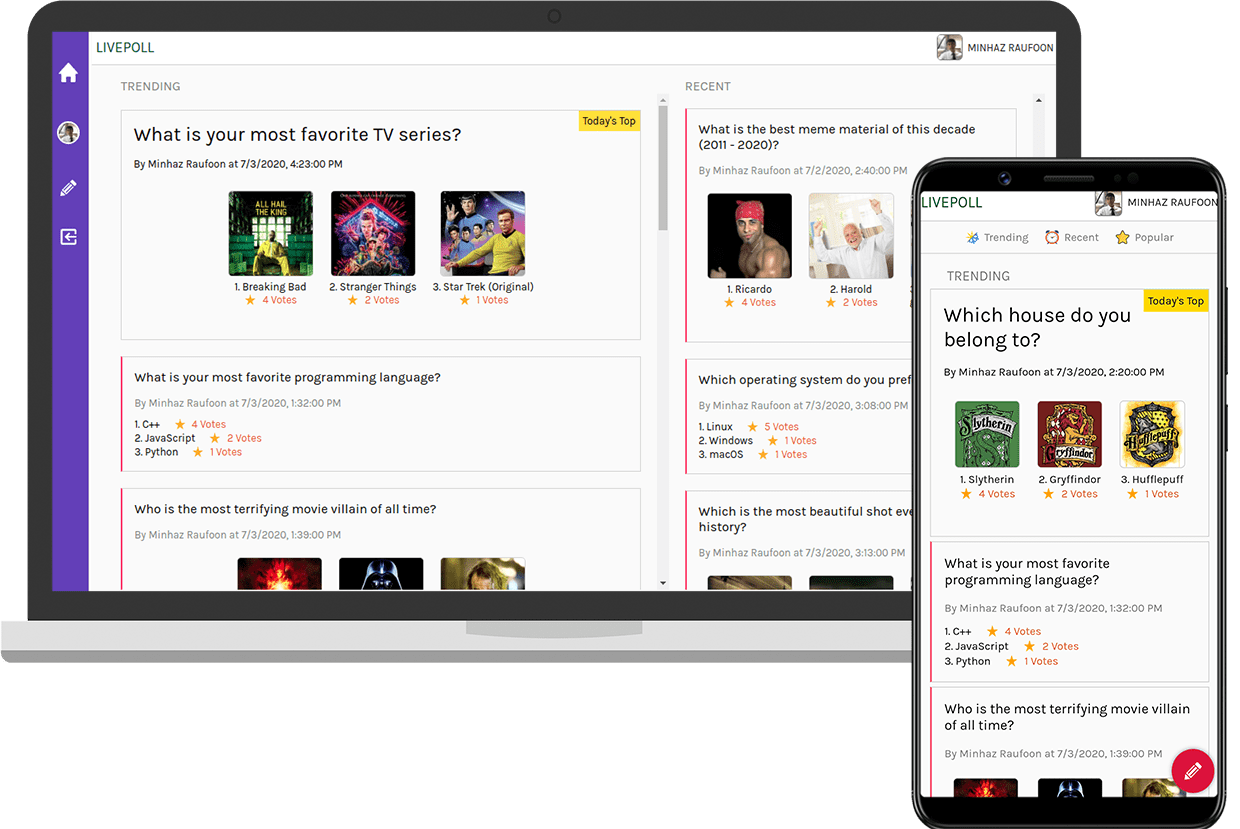 LIVEPOLL
MINHAZ RAUFOON
TRENDING
Today's Top
What is your most favorite TV series?
By Minhaz Raufoon at 7/3/2020, 4:23:00 PM
ALL HAIL
THE KING
1. Breaking Bad
4 Votes
2. Stranger Things
2 Votes
3. Star Trek (Original)
1 Votes
What is your most favorite programming language?
By Minhaz Raufoon at 7/3/2020, 1:32:00 PM
1. C++ 4 Votes
2. JavaScript 2 Votes
3. Python 1 Votes
Who is the most terrifying movie villain of all time?
By Minhaz Raufoon at 7/3/2020, 1:39:00 PM
RECENT
What is the best meme material of this decade
(2011 - 2020)?
By Minhaz Raufoon at 7/2/2020, 2:40:00 PM
1. Ricardo
4 Votes
2. Harold
2 Votes
Which operating system do you pref
By Minhaz Raufoon at 7/3/2020, 3:08:00 PM
1. Linux 5 Votes
2. Windows 1 Votes
3. macOS 1 Votes
Which is the most beautiful shot eve
history?
By Minhaz Raufoon at 7/3/2020, 3:13:00 PM
LIVEPOLL
MINHAZ RAUFOON
Trending Recent Popular
TRENDING
Today's Top
Which house do you
belong to?
By Minhaz Raufoon at 7/3/2020, 2:20:00 PM
Slytherin
Gryffindor
Hufflepuff
1. Slytherin
4 Votes
2. Gryffindor
2 Votes
3. Hufflepuff
1 Votes
What is your most favorite
programming language?
By Minhaz Raufoon at 7/3/2020, 1:32:00 PM
1. C++ 4 Votes
2. JavaScript 2 Votes
3. Python 1 Votes
Who is the most terrifying movie villain
of all time?
By Minhaz Raufoon at 7/3/2020, 1:39:00 PM